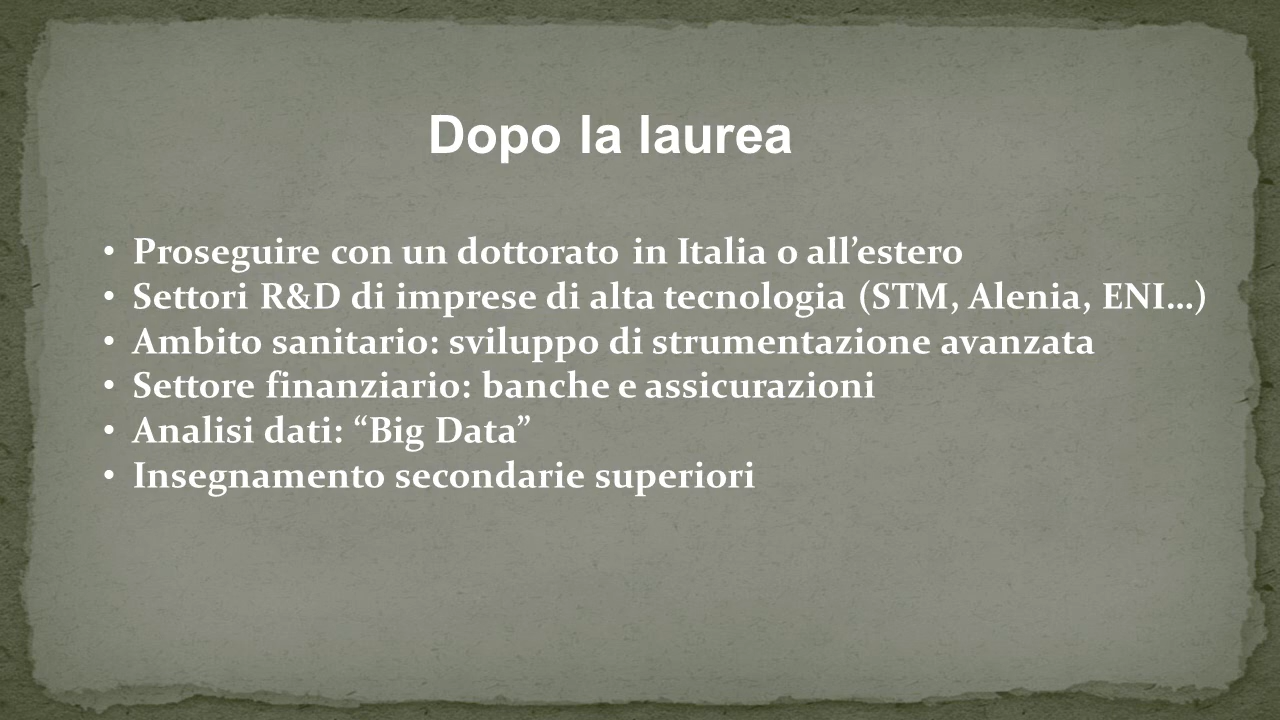 Dopo la laurea
• Proseguire con un dottorato in Italia o all’estero
• Settori R&D di imprese di alta tecnologia (STM, Alenia, ENI…)
• Ambito sanitario: sviluppo di strumentazione avanzata
• Settore finanziario: banche e assicurazioni
• Analisi dati: “Big Data”
• Insegnamento secondarie superiori